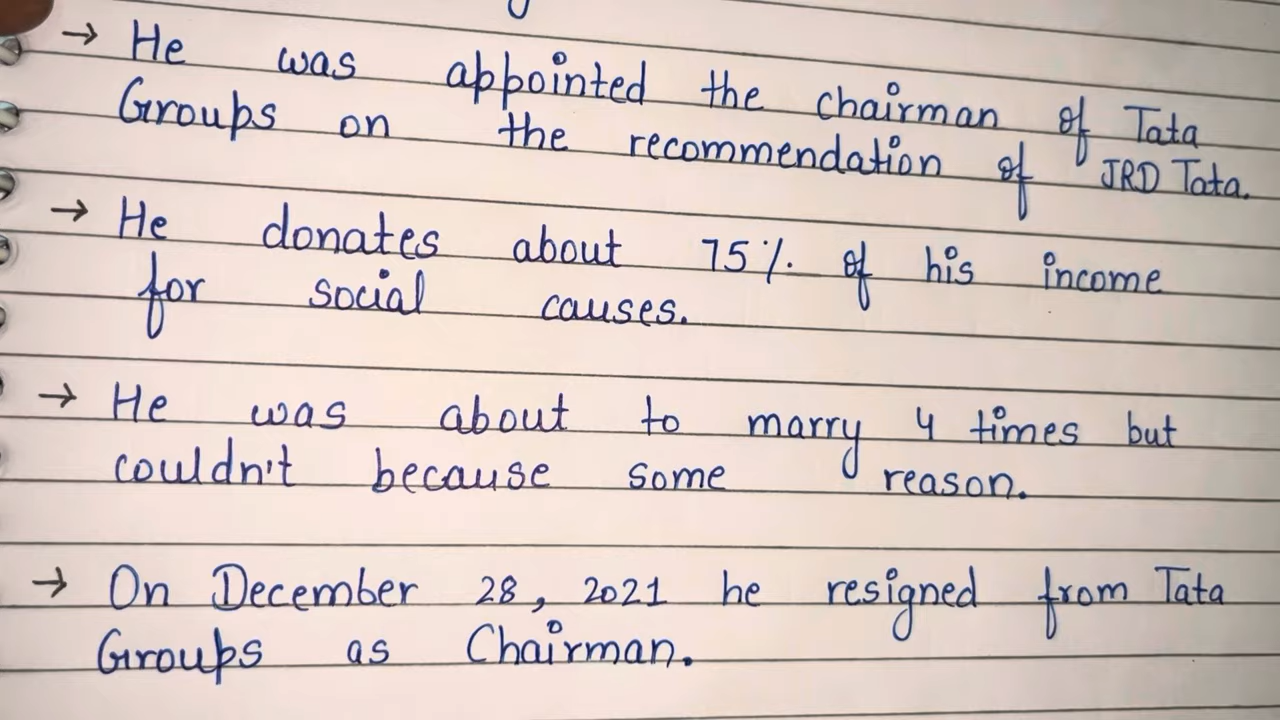 → He was appointed the chairman of Tata
Groups on the recommendation of JRD Tata.
→ He donates about 75% of his income
for social causes.
→ He was about to marry 4 times but
couldn't because some reason.
→ On December 28, 2021 he resigned from Tata
Groups as Chairman.